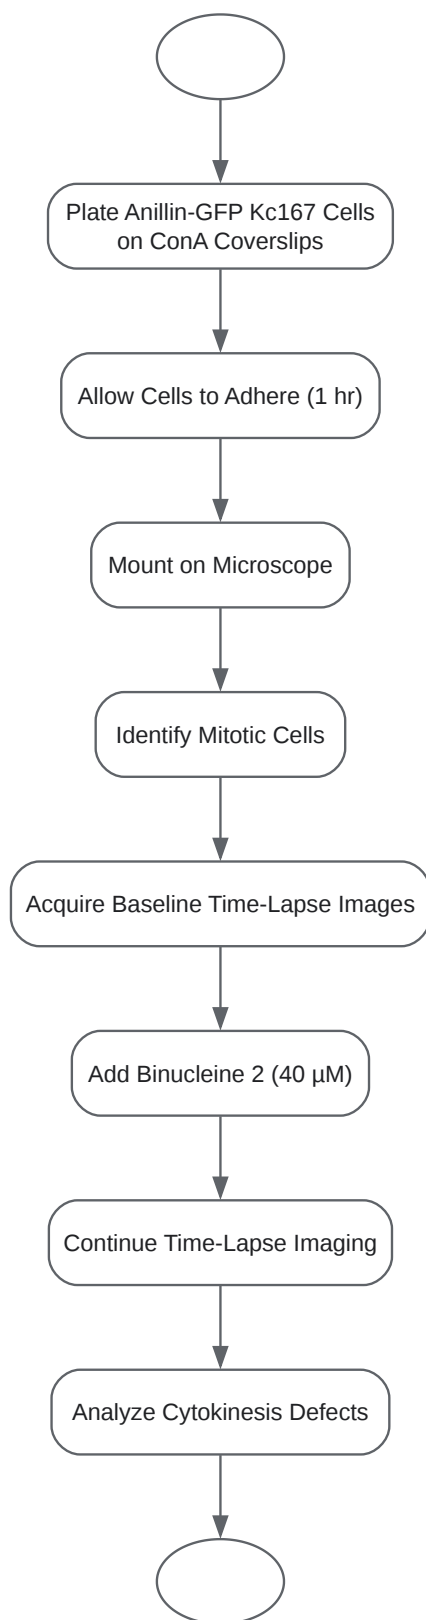 Plate Anillin-GFP Kc167 Cells
on ConA Coverslips
Allow Cells to Adhere (1 hr)
Mount on Microscope
Identify Mitotic Cells
Acquire Baseline Time-Lapse Images
Add Binucleine 2 (40 µM)
Continue Time-Lapse Imaging
Analyze Cytokinesis Defects